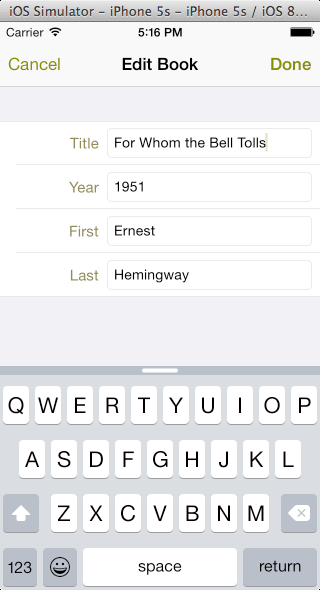 iOS Simulator – iPhone 5s – iPhone 5s / iOS 8...
Carrier 5:16 PM
Cancel Edit Book Done
Title For Whom the Bell Tolls
Year 1951
First Ernest
Last Hemingway
Q W E R T Y U I O P
A S D F G H J K L
Z X C V B N M
123 space return